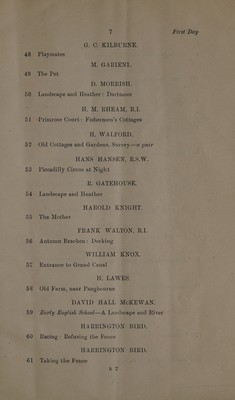 7 First Day
G. C. KILBURNE.
48 Playmates
M. GARIENI.
49 The Pet
D. MORRISH.
50 Landscape and Heather: Dartmoor
H. M. RHEAM, R.I.
51 Primrose Court: Fishermen's Cottages
H. WALFORD.
52 Old Cottages and Gardens, Surrey—a pair
HANS HANSEN, R.S.W.
53 Piccadilly Circus at Night
R. GATEHOUSE.
54 Landscape and Heather
HAROLD KNIGHT.
55 The Mother
FRANK WALTON, R.I.
56 Autumn Bracken: Dorking
WILLIAM KNOX.
57 Entrance to Grand Canal
H. LAWES
58 Old Farm, near Pangbourne
DAVID HALL McKEWAN.
59 Early English School—A Landscape and River
HARRINGTON BIRD.
60 Racing: Refusing the Fence
HARRINGTON BIRD.
61 Taking the Fence